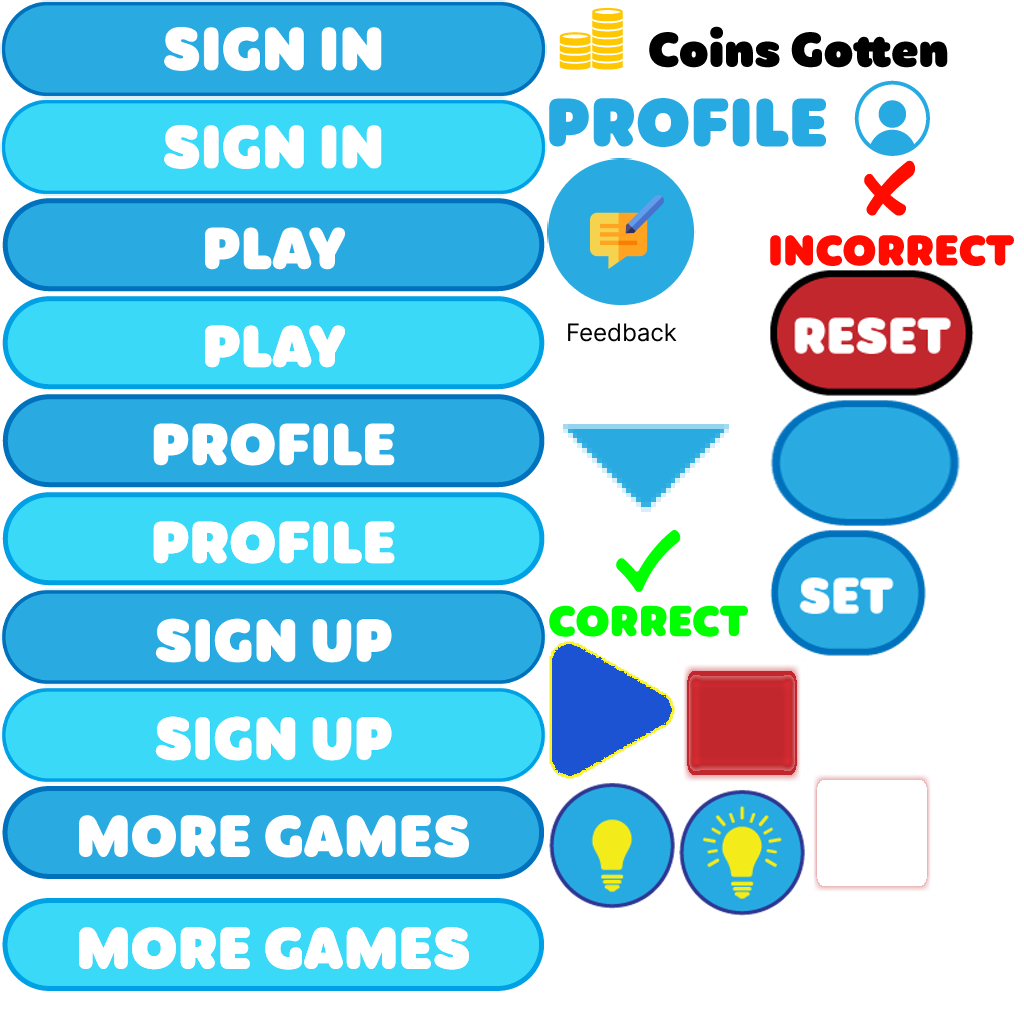 SIGN IN
SIGN IN
PLAY
PLAY
PROFILE
PROFILE
SIGN UP
SIGN UP
MORE GAMES
MORE GAMES
Coins Gotten
PROFILE
Feedback
INCORRECT
RESET
SET
CORRECT